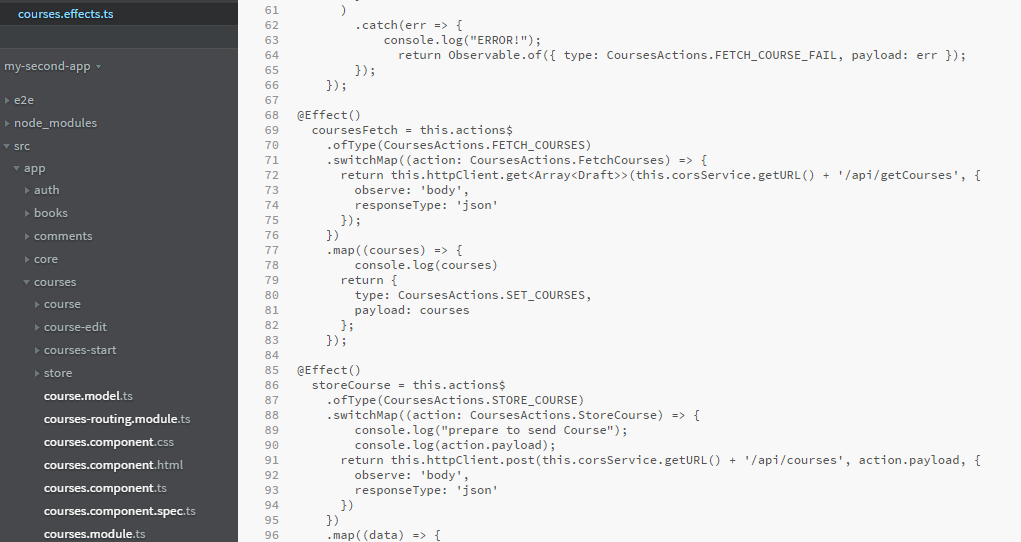 courses.effects.ts
my-second-app
e2e
node_modules
src
app
auth
books
comments
core
courses
course
course-edit
courses-start
store
course.model.ts
courses-routing.module.ts
courses.component.css
courses.component.html
courses.component.ts
courses.component.spec.ts
courses.module.ts
61 )
62 .catch(err => {
63 console.log("ERROR!");
64 return Observable.of({ type: CoursesActions.FETCH_COURSE_FAIL, payload: err });
65 });
66 });
67
68 @Effect()
69 coursesFetch = this.actions$
70 .ofType(CoursesActions.FETCH_COURSES)
71 .switchMap((action: CoursesActions.FetchCourses) => {
72 return this.httpClient.get<Array<Draft>>(this.corsService.getURL() + '/api/getCourses', {
73 observe: 'body',
74 responseType: 'json'
75 });
76 })
77 .map((courses) => {
78 console.log(courses)
79 return {
80 type: CoursesActions.SET_COURSES,
81 payload: courses
82 };
83 });
84
85 @Effect()
86 storeCourse = this.actions$
87 .ofType(CoursesActions.STORE_COURSE)
88 .switchMap((action: CoursesActions.StoreCourse) => {
89 console.log("prepare to send Course");
90 console.log(action.payload);
91 return this.httpClient.post(this.corsService.getURL() + '/api/courses', action.payload, {
92 observe: 'body',
93 responseType: 'json'
94 })
95 })
96 .map((data) => {